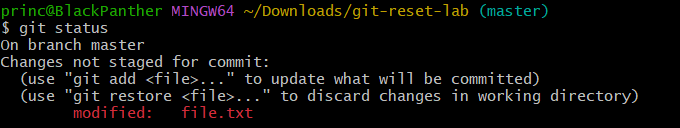 princ@BlackPanther MINGW64 ~/Downloads/git-reset-lab (master)
$ git status
On branch master
Changes not staged for commit:
  (use "git add <file>..." to update what will be committed)
  (use "git restore <file>..." to discard changes in working directory)
        modified:   file.txt